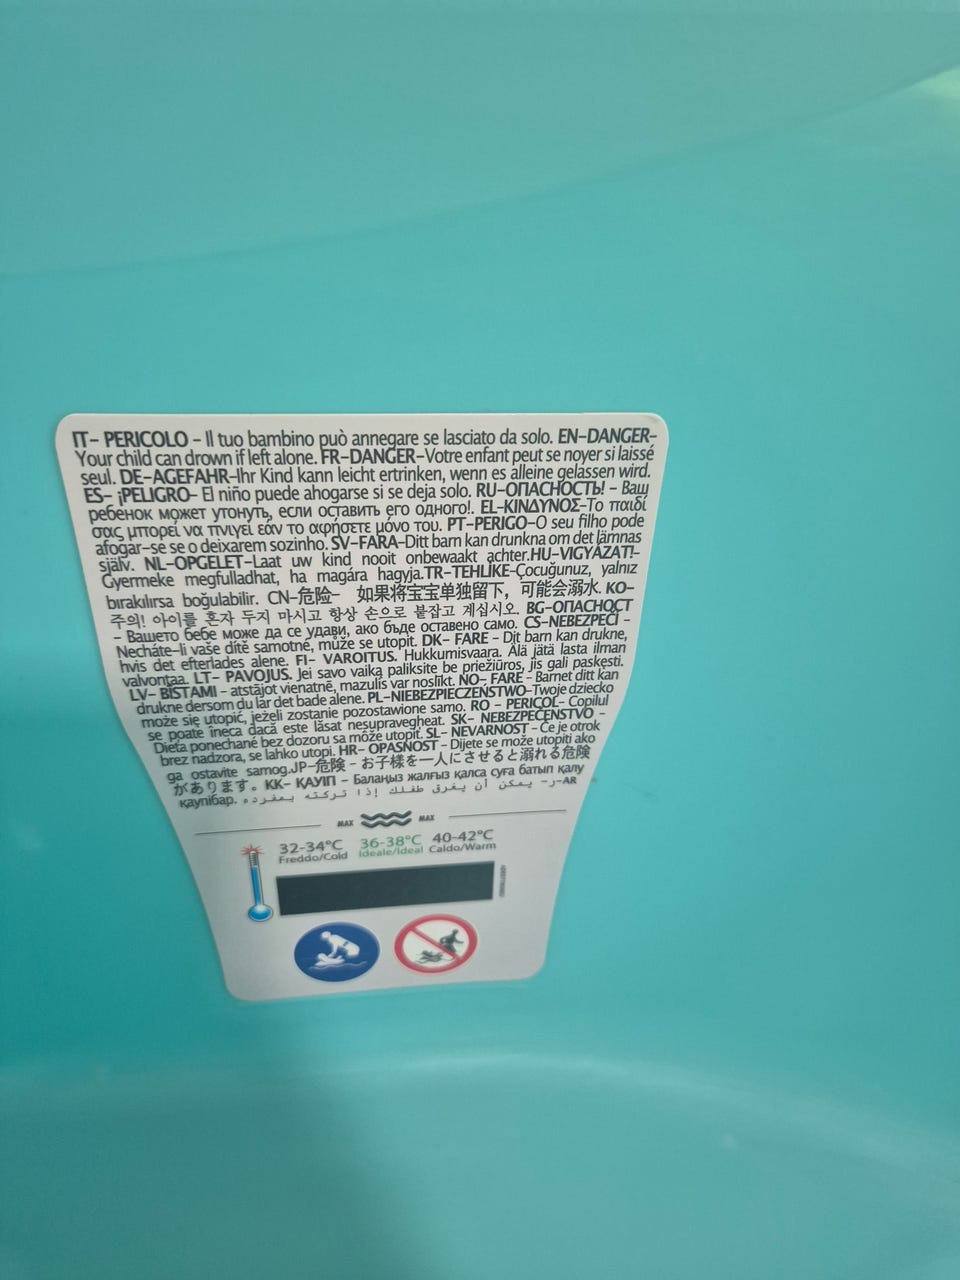 IT- PERICOLO - Il tuo bambino può annegare se lasciato da solo. EN-DANGER-
Your child can drown if left alone. FR-DANGER-Votre enfant peut se noyer si laissé
seul. DE-AGEFAHR-Ihr Kind kann leicht ertrinken, wenn es alleine gelassen wird.
ES- ¡PELIGRO- El niño puede ahogarse si se deja solo. RU-ОПАСНОСТЬ! - Ваш
ребенок может утонуть, если оставить его одного!. EL-ΚΙΝΔΥΝΟΣ-Το παιδί
σας μπορεί να πνιγεί εάν το αφήσετε μόνο του. PT-PERIGO-O seu filho pode
afogar-se se o deixarem sozinho. SV-FARA-Ditt barn kan drunkna om det lämnas
själv. NL-OPGELET-Laat uw kind nooit onbewaakt achter.HU-VIGYÁZAT!-
Gyermeke megfulladhat, ha magára hagyja.TR-TEHLİKE-Çocuğunuz, yalnız
bırakılırsa boğulabilir. CN-危险- 如果将宝宝单独留下，可能会溺水. KO-
주의! 아이를 혼자 두지 마시고 항상 손으로 붙잡고 계십시오. BG-ОПАСНОСТ
- Вашето бебе може да се удави, ако бъде оставено само. CS-NEBEZPEČÍ -
Necháte-li vaše dítě samotné, může se utopit. DK- FARE - Dit barn kan drukne,
hvis det efterlades alene. FI- VAROITUS. Hukkumisvaara. Älä jätä lasta ilman
valvontaa. LT- PAVOJUS. Jei savo vaiką paliksite be priežiūros, jis gali paskęsti.
LV- BĪSTAMI - atstājot vienatnē, mazulis var noslīkt. NO- FARE - Barnet ditt kan
drukne dersom du lar det bade alene. PL-NIEBEZPIECZEŃSTWO-Twoje dziecko
może się utopić, jeżeli zostanie pozostawione samo. RO - PERICOL- Copilul
se poate îneca dacă este lăsat nesupravegheat. SK- NEBEZPEČENSTVO -
Dieťa ponechané bez dozoru sa môže utopiť. SL- NEVARNOST - Če je otrok
brez nadzora, se lahko utopi. HR- OPASNOST - Dijete se može utopiti ako
ga ostavite samog.JP-危険 - お子様を一人にさせると溺れる危険
があります。KK- ҚАУІП - Балаңыз жалғыз қалса суға батып қалу
қаупібар. AR-ر- يمكن أن يغرق طفلك إذا تركته بمفرده.
MAX MAX
32-34°C 36-38°C 40-42°C
Freddo/Cold Ideale/Ideal Caldo/Warm